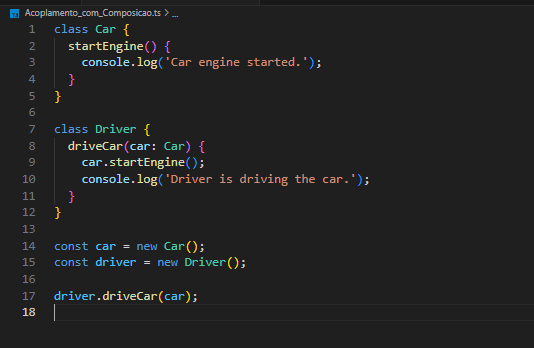 Acoplamento_com_Composicao.ts > ...
1 class Car {
2   startEngine() {
3     console.log('Car engine started.');
4   }
5 }
6
7 class Driver {
8   driveCar(car: Car) {
9     car.startEngine();
10     console.log('Driver is driving the car.');
11   }
12 }
13
14 const car = new Car();
15 const driver = new Driver();
16
17 driver.driveCar(car);
18